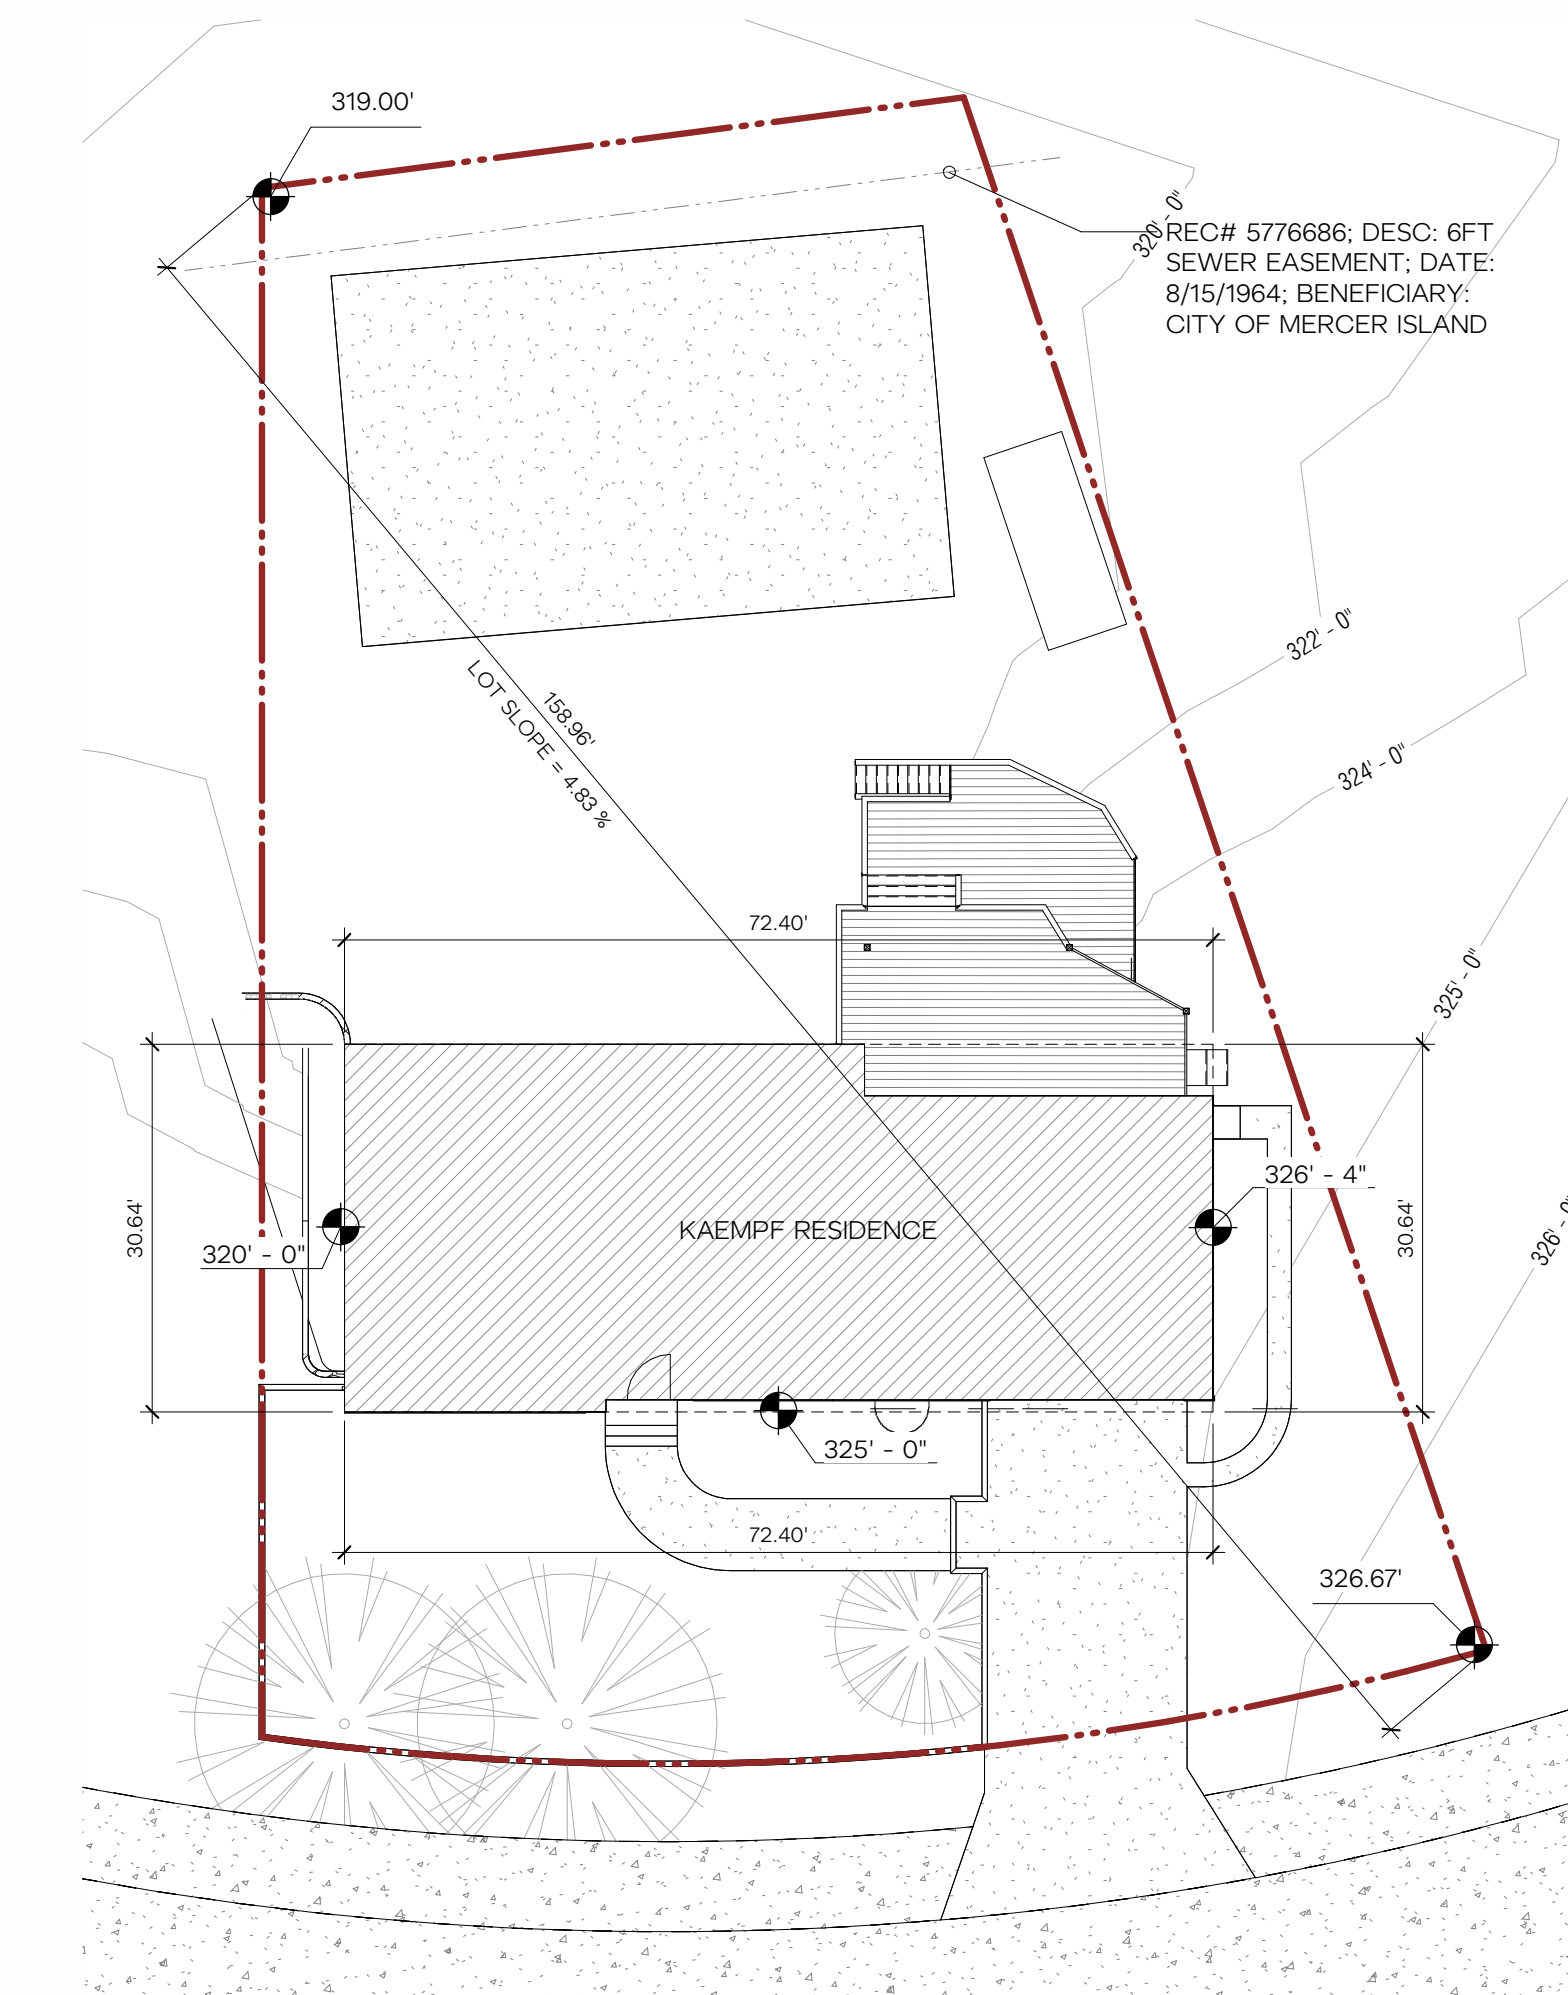 319.00'
320' - 0"
REC# 5776686; DESC: 6FT
SEWER EASEMENT; DATE:
8/15/1964; BENEFICIARY:
CITY OF MERCER ISLAND
322' - 0"
158.96'
LOT SLOPE = 4.83 %
324' - 0"
72.40'
325' - 0"
326' - 4"
30.64'
30.64'
KAEMPF RESIDENCE
320' - 0"
326' - 0"
325' - 0"
72.40'
326.67'